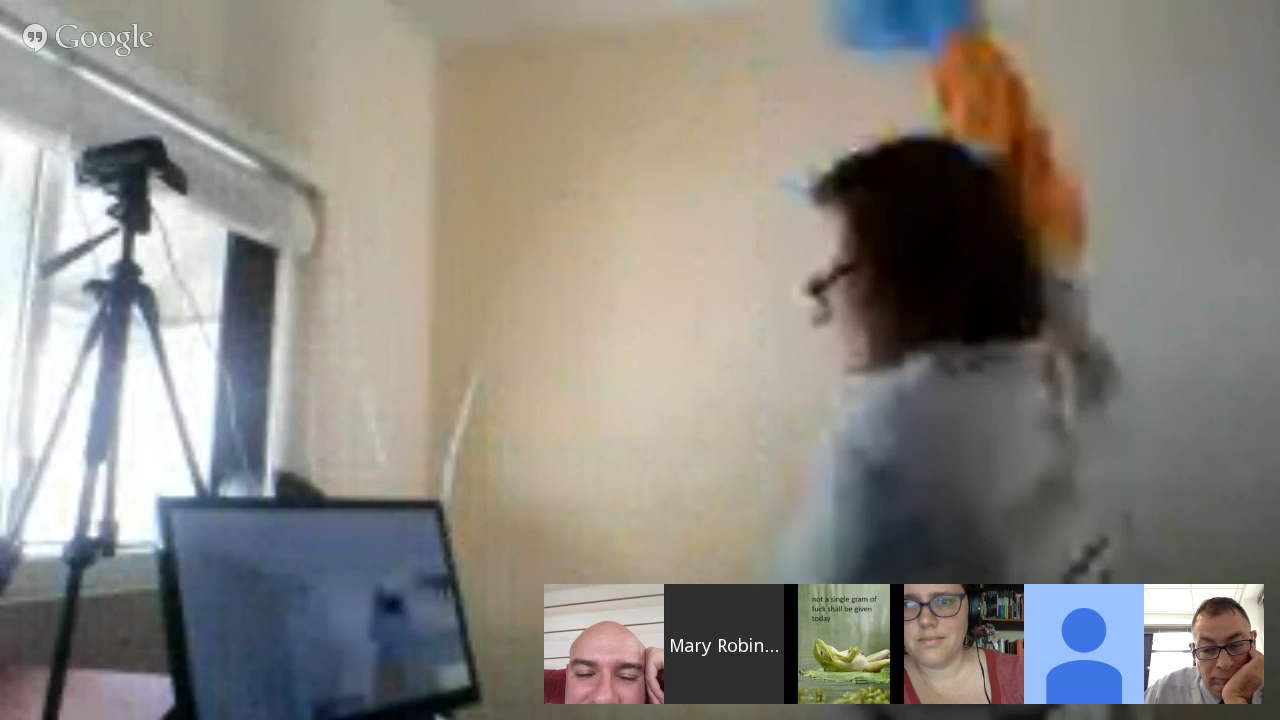 Google
Mary Robin...
not a single gram of
fuck shall be given
today